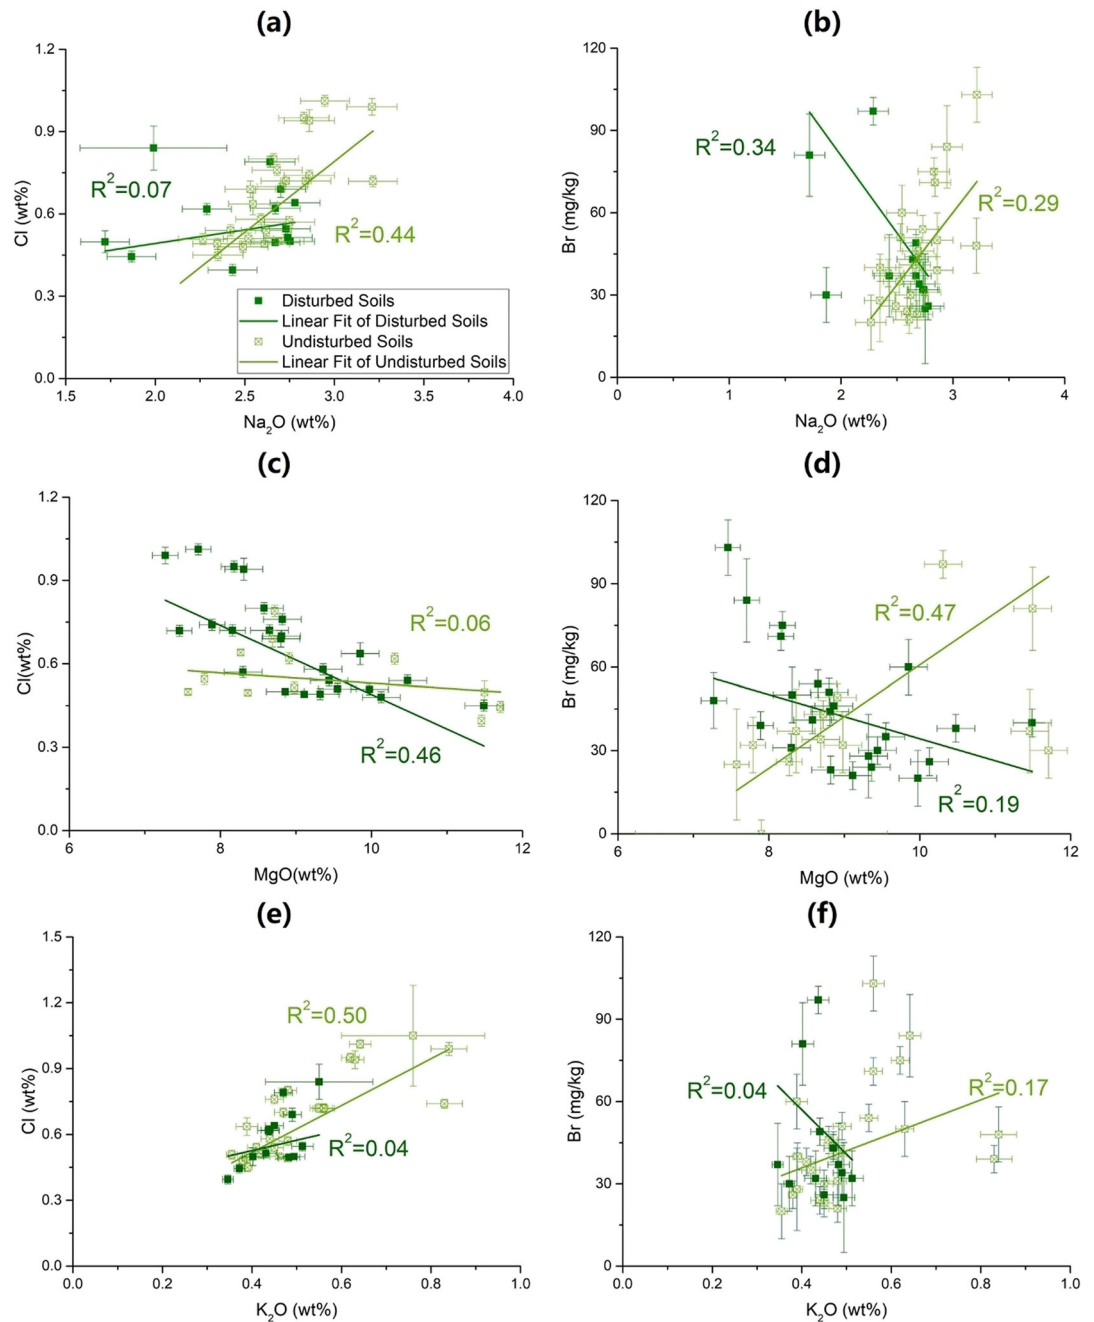 (a)
1.2
0.9
0.6
0.3
0.0
Cl (wt%)
R²=0.07
R²=0.44
Disturbed Soils
Linear Fit of Disturbed Soils
Undisturbed Soils
Linear Fit of Undisturbed Soils
1.5 2.0 2.5 3.0 3.5 4.0
Na₂O (wt%)
(b)
120
90
60
30
0
Br (mg/kg)
R²=0.34
R²=0.29
0 1 2 3 4
Na₂O (wt%)
(c)
1.2
0.9
0.6
0.3
0.0
Cl(wt%)
R²=0.06
R²=0.46
6 8 10 12
MgO(wt%)
(d)
120
90
60
30
0
Br (mg/kg)
R²=0.47
R²=0.19
6 8 10 12
MgO (wt%)
(e)
1.5
1.2
0.9
0.6
0.3
0.0
Cl (wt%)
R²=0.50
R²=0.04
0.0 0.2 0.4 0.6 0.8 1.0
K₂O (wt%)
(f)
120
90
60
30
0
Br (mg/kg)
R²=0.04
R²=0.17
0.0 0.2 0.4 0.6 0.8 1.0
K₂O (wt%)